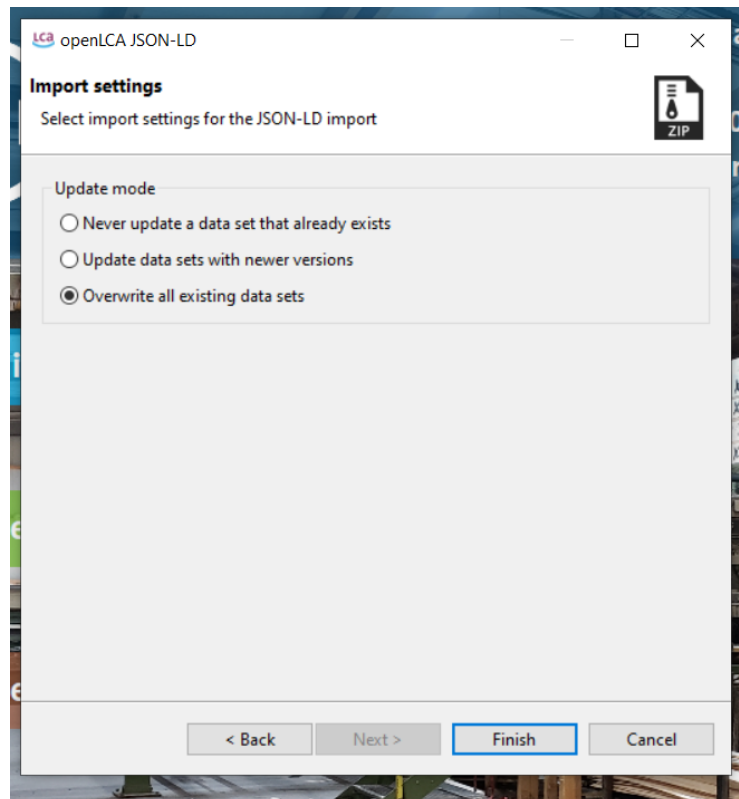 LCa openLCA JSON-LD
Import settings
Select import settings for the JSON-LD import
ZIP
Update mode
Never update a data set that already exists
Update data sets with newer versions
Overwrite all existing data sets
< Back
Next >
Finish
Cancel